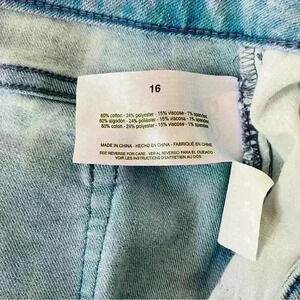 16
60% cotton - 24% polyester - 15% viscose - 1% spandex
60% algodón - 24% poliéster - 15% viscosa - 1% spandex
60% coton - 24% polyester - 15% viscose - 1% spandex
MADE IN CHINA - HECHO EN CHINA - FABRIQUÉ EN CHINE
SEE REVERSE FOR CARE - VER AL REVERSO PARA EL CUIDADO -
VOIR LES INSTRUCTIONS D'ENTRETIEN AU DOS